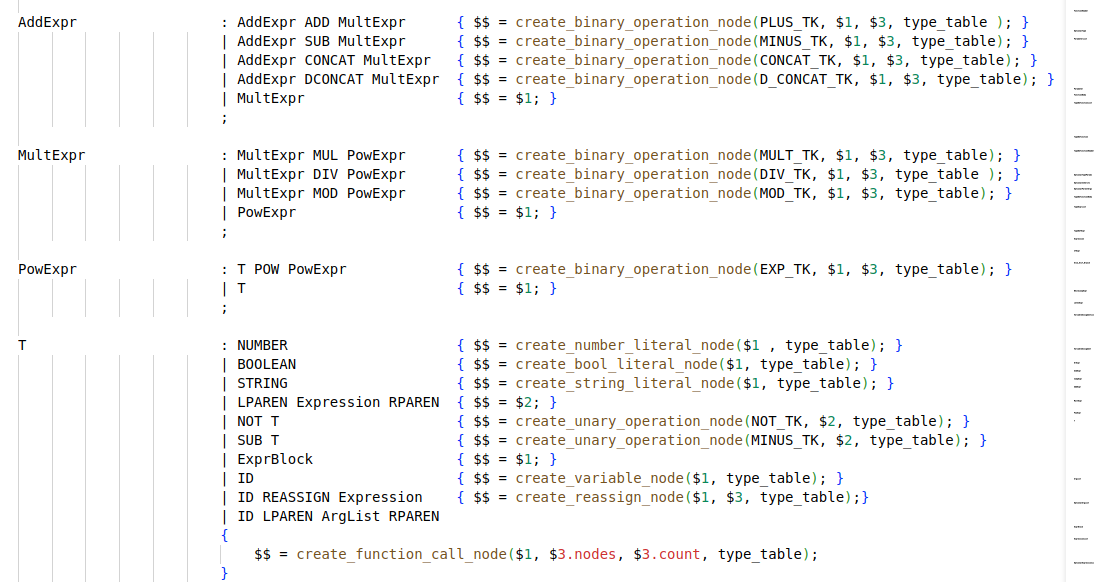 AddExpr : AddExpr ADD MultExpr { $$ = create_binary_operation_node(PLUS_TK, $1, $3, type_table ); }
| AddExpr SUB MultExpr { $$ = create_binary_operation_node(MINUS_TK, $1, $3, type_table); }
| AddExpr CONCAT MultExpr { $$ = create_binary_operation_node(CONCAT_TK, $1, $3, type_table); }
| AddExpr DCONCAT MultExpr { $$ = create_binary_operation_node(D_CONCAT_TK, $1, $3, type_table); }
| MultExpr { $$ = $1; }
;
MultExpr : MultExpr MUL PowExpr { $$ = create_binary_operation_node(MULT_TK, $1, $3, type_table); }
| MultExpr DIV PowExpr { $$ = create_binary_operation_node(DIV_TK, $1, $3, type_table ); }
| MultExpr MOD PowExpr { $$ = create_binary_operation_node(MOD_TK, $1, $3, type_table); }
| PowExpr { $$ = $1; }
;
PowExpr : T POW PowExpr { $$ = create_binary_operation_node(EXP_TK, $1, $3, type_table); }
| T { $$ = $1; }
;
T : NUMBER { $$ = create_number_literal_node($1 , type_table); }
| BOOLEAN { $$ = create_bool_literal_node($1, type_table); }
| STRING { $$ = create_string_literal_node($1, type_table); }
| LPAREN Expression RPAREN { $$ = $2; }
| NOT T { $$ = create_unary_operation_node(NOT_TK, $2, type_table); }
| SUB T { $$ = create_unary_operation_node(MINUS_TK, $2, type_table); }
| ExprBlock { $$ = $1; }
| ID { $$ = create_variable_node($1, type_table); }
| ID REASSIGN Expression { $$ = create_reassign_node($1, $3, type_table);}
| ID LPAREN ArgList RPAREN
{
$$ = create_function_call_node($1, $3.nodes, $3.count, type_table);
}